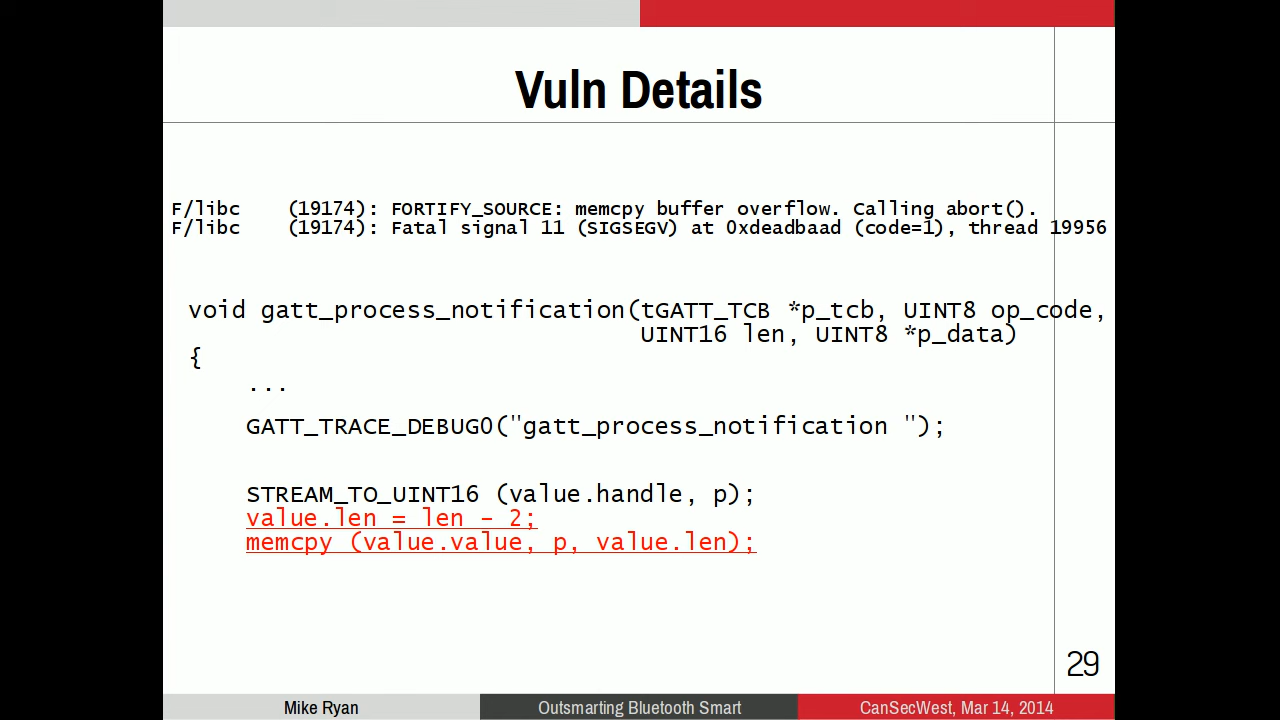 Vuln Details
F/libc    (19174): FORTIFY_SOURCE: memcpy buffer overflow. Calling abort().
F/libc    (19174): Fatal signal 11 (SIGSEGV) at 0xdeadbaad (code=1), thread 19956
void gatt_process_notification(tGATT_TCB *p_tcb, UINT8 op_code,
                               UINT16 len, UINT8 *p_data)
{
    ...
    GATT_TRACE_DEBUG0("gatt_process_notification ");
    STREAM_TO_UINT16 (value.handle, p);
    value.len = len - 2;
    memcpy (value.value, p, value.len);
29
Mike Ryan
Outsmarting Bluetooth Smart
CanSecWest, Mar 14, 2014